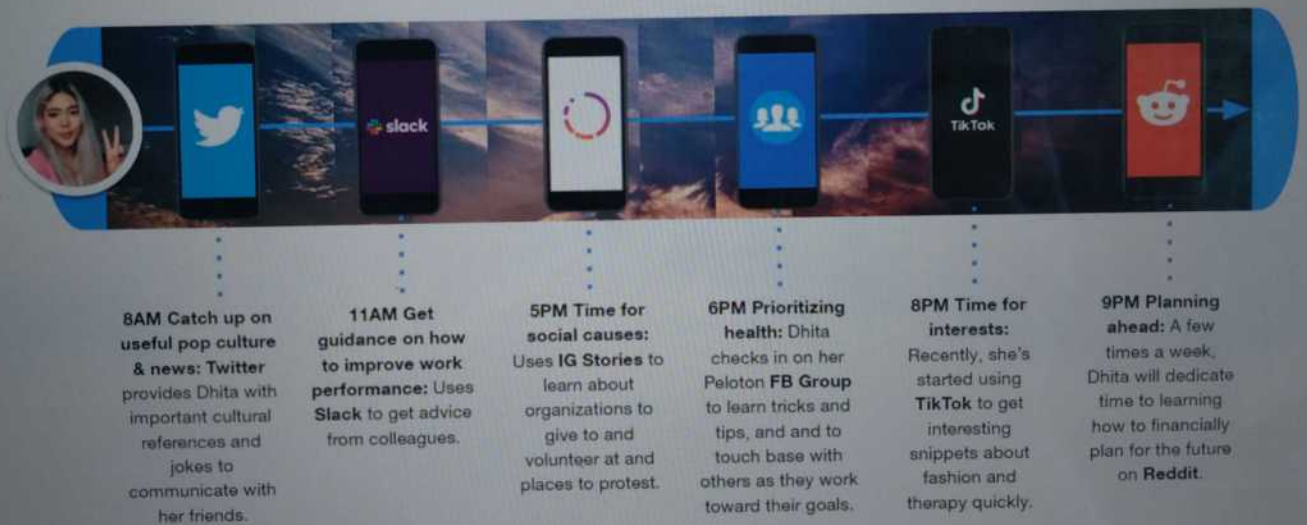 slack
TikTok
8AM Catch up on
useful pop culture
& news: Twitter
provides Dhita with
important cultural
references and
jokes to
communicate with
her friends.
11AM Get
guidance on how
to improve work
performance: Uses
Slack to get advice
from colleagues.
5PM Time for
social causes:
Uses IG Stories to
learn about
organizations to
give to and
volunteer at and
places to protest.
6PM Prioritizing
health: Dhita
checks in on her
Peloton FB Group
to learn tricks and
tips, and and to
touch base with
others as they work
toward their goals.
8PM Time for
interests:
Recently, she's
started using
TikTok to get
interesting
snippets about
fashion and
therapy quickly.
9PM Planning
ahead: A few
times a week,
Dhita will dedicate
time to learning
how to financially
plan for the future
on Reddit.